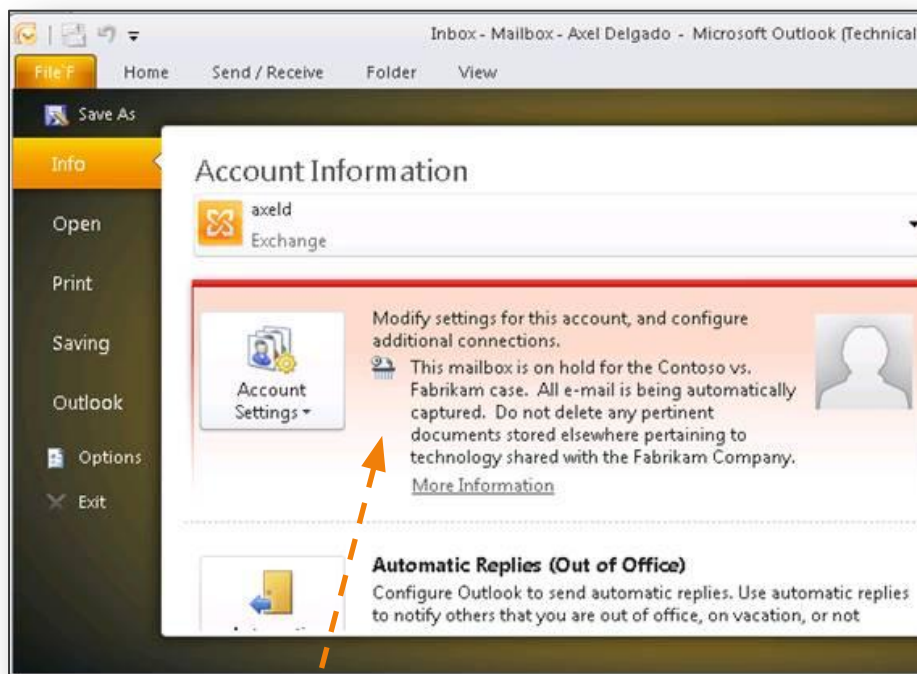 Inbox - Mailbox - Axel Delgado - Microsoft Outlook (Technical
File F Home Send / Receive Folder View
Save As
Info
Open
Print
Saving
Outlook
Options
Exit
Account Information
axeld
Exchange
Account
Settings
Modify settings for this account, and configure
additional connections.
This mailbox is on hold for the Contoso vs.
Fabrikam case. All e-mail is being automatically
captured. Do not delete any pertinent
documents stored elsewhere pertaining to
technology shared with the Fabrikam Company.
More Information
Automatic Replies (Out of Office)
Configure Outlook to send automatic replies. Use automatic replies
to notify others that you are out of office, on vacation, or not